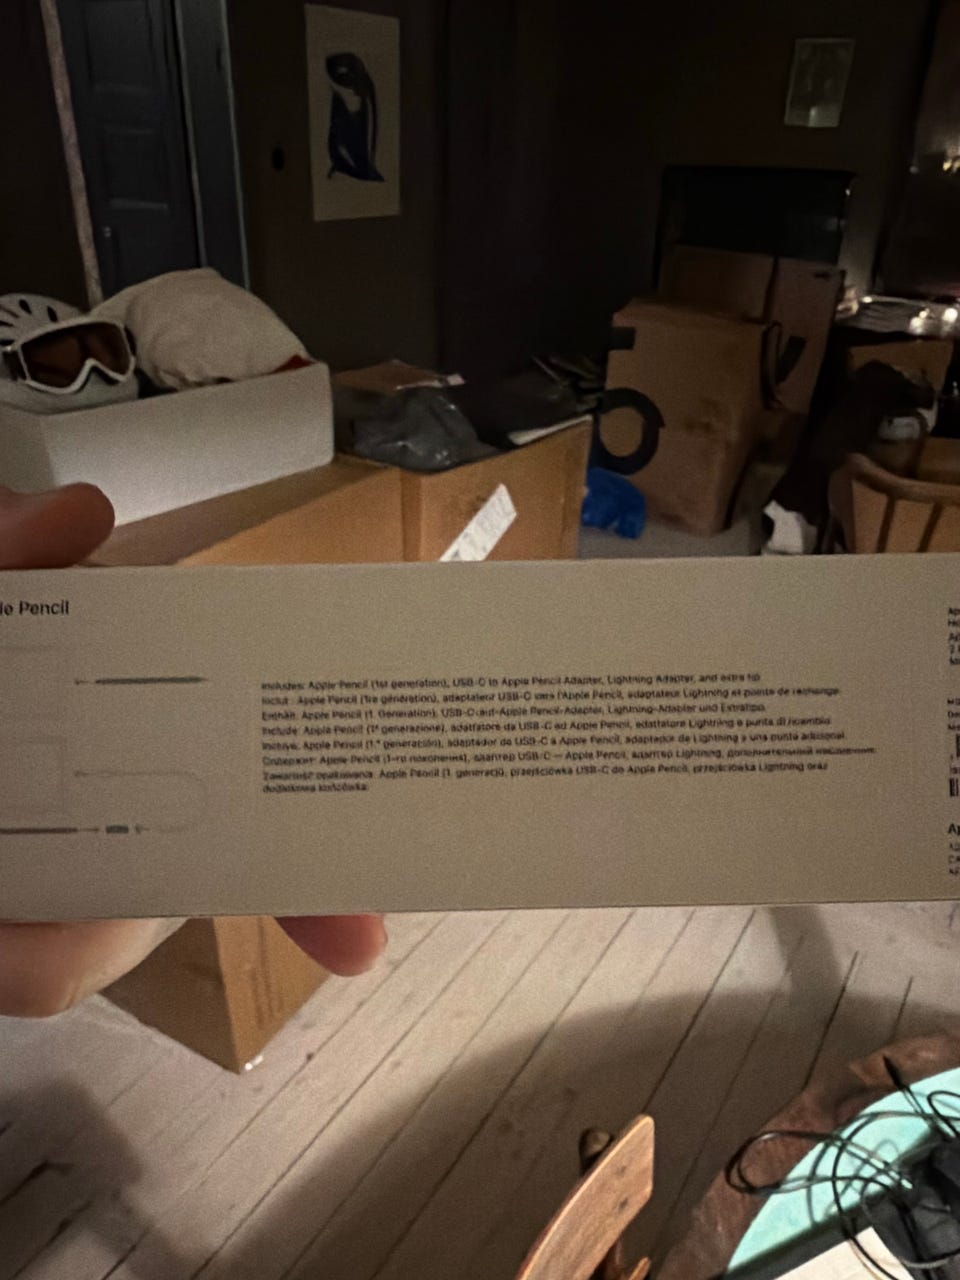 le Pencil
Includes: Apple Pencil (1st generation), USB-C to Apple Pencil Adapter, Lightning Adapter, and extra tip
Inclut : Apple Pencil (1re génération), adaptateur USB-C vers l'Apple Pencil, adaptateur Lightning et pointe de rechange.
Enthält: Apple Pencil (1. Generation), USB-C-auf-Apple Pencil-Adapter, Lightning-Adapter und Extratip.
Include: Apple Pencil (1ª generazione), adattatore da USB-C ad Apple Pencil, adattatore Lightning e punta di ricambio
Incluye: Apple Pencil (1.ª generación), adaptador de USB-C a Apple Pencil, adaptador de Lightning y una punta adicional.
Содержит: Apple Pencil (1-го поколения), адаптер USB-C — Apple Pencil, адаптер Lightning, дополнительный наконечник.
Zawartość opakowania: Apple Pencil (1. generacji), przejściówka USB-C do Apple Pencil, przejściówka Lightning oraz
dodatkowa końcówka.